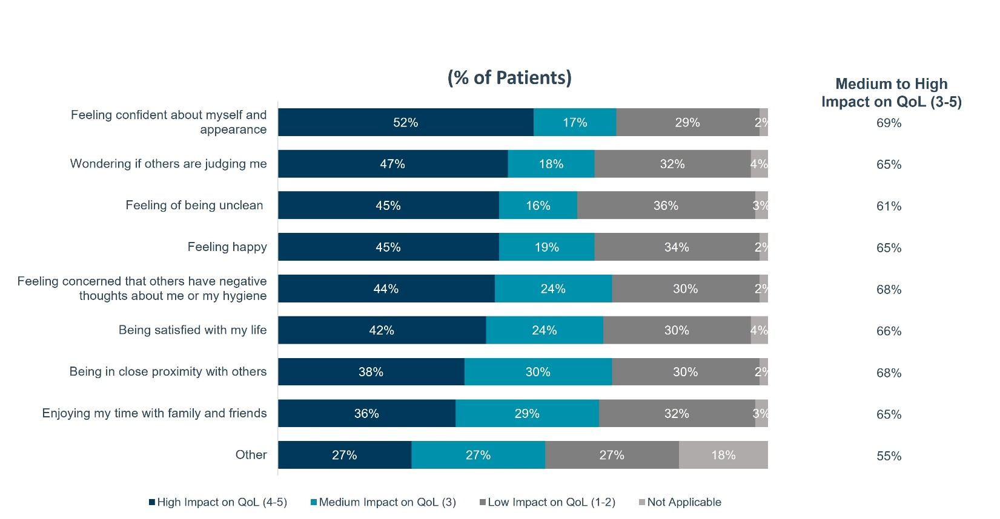 (% of Patients)
Medium to High
Impact on QoL (3-5)
Feeling confident about myself and
appearance
52% 17% 29% 2% 69%
Wondering if others are judging me 47% 18% 32% 4% 65%
Feeling of being unclean 45% 16% 36% 3% 61%
Feeling happy 45% 19% 34% 2% 65%
Feeling concerned that others have negative
thoughts about me or my hygiene
44% 24% 30% 2% 68%
Being satisfied with my life 42% 24% 30% 4% 66%
Being in close proximity with others 38% 30% 30% 2% 68%
Enjoying my time with family and friends 36% 29% 32% 3% 65%
Other 27% 27% 27% 18% 55%
High Impact on QoL (4-5) Medium Impact on QoL (3) Low Impact on QoL (1-2) Not Applicable